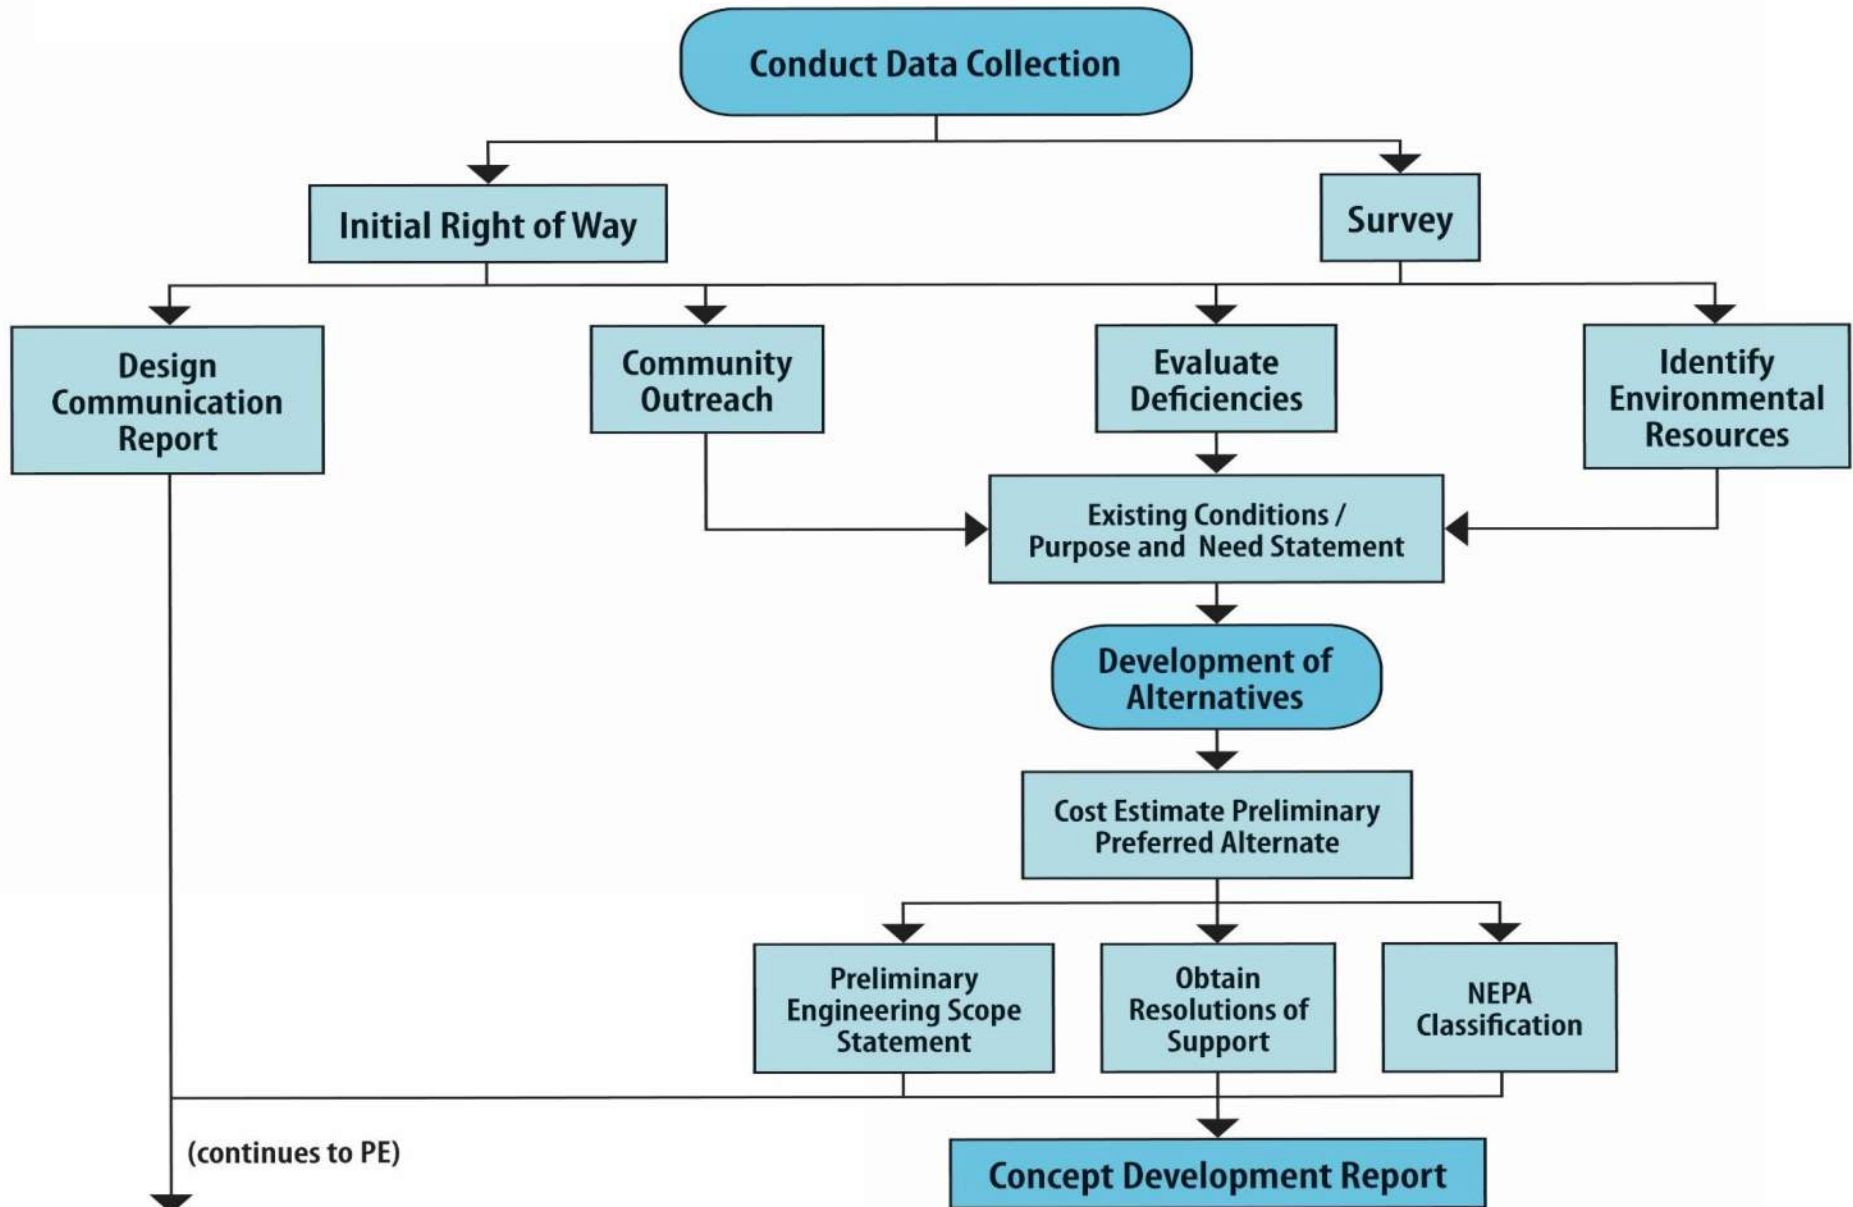 Conduct Data Collection
Initial Right of Way
Survey
Design
Communication
Report
Community
Outreach
Evaluate
Deficiencies
Identify
Environmental
Resources
Existing Conditions /
Purpose and Need Statement
Development of
Alternatives
Cost Estimate Preliminary
Preferred Alternate
Preliminary
Engineering Scope
Statement
Obtain
Resolutions of
Support
NEPA
Classification
(continues to PE)
Concept Development Report